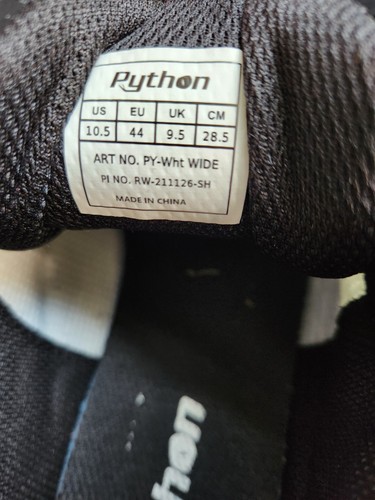 Python
US EU UK CM
10.5 44 9.5 28.5
ART NO. PY-Wht WIDE
PI NO. RW-211126-SH
MADE IN CHINA
thon